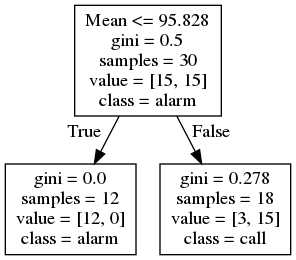 Mean <= 95.828
gini = 0.5
samples = 30
value = [15, 15]
class = alarm
True
False
gini = 0.0
samples = 12
value = [12, 0]
class = alarm
gini = 0.278
samples = 18
value = [3, 15]
class = call